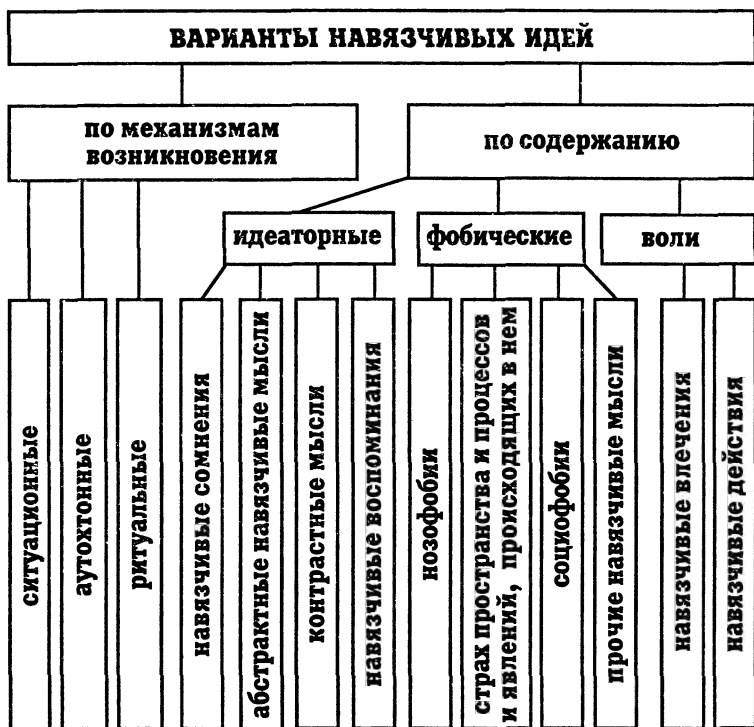 ВАРИАНТЫ НАВЯЗЧИВЫХ ИДЕЙ
по механизмам
возникновения
по содержанию
идеаторные
фобические
воли
ситуационные
аутохтонные
ритуальные
навязчивые сомнения
абстрактные навязчивые мысли
контрастные мысли
навязчивые воспоминания
нозофобии
страх пространства и процессов
и явлений, происходящих в нем
социофобии
прочие навязчивые мысли
навязчивые влечения
навязчивые действия